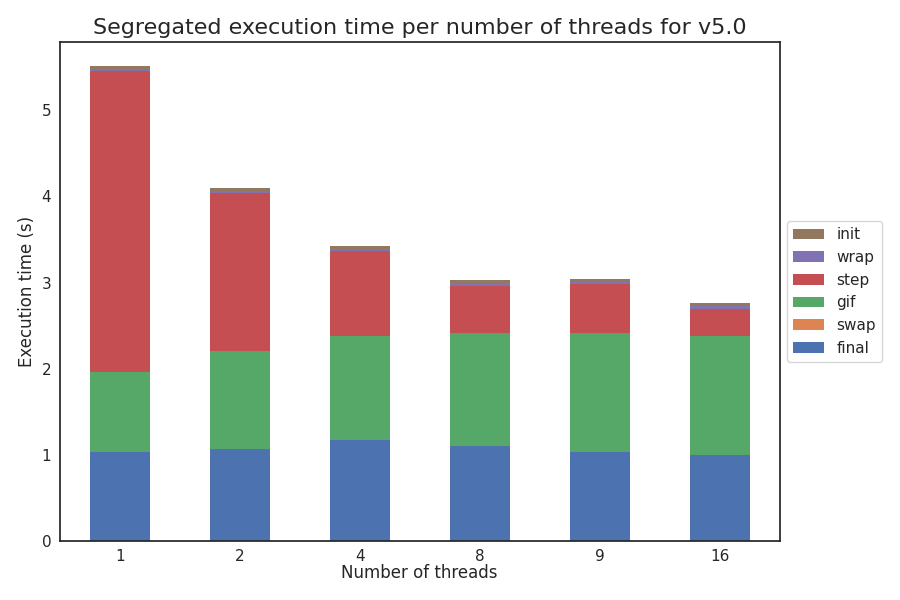 Segregated execution time per number of threads for v5.0
Execution time (s)
5
4
3
2
1
0
1 2 4 8 9 16
Number of threads
init
wrap
step
gif
swap
final